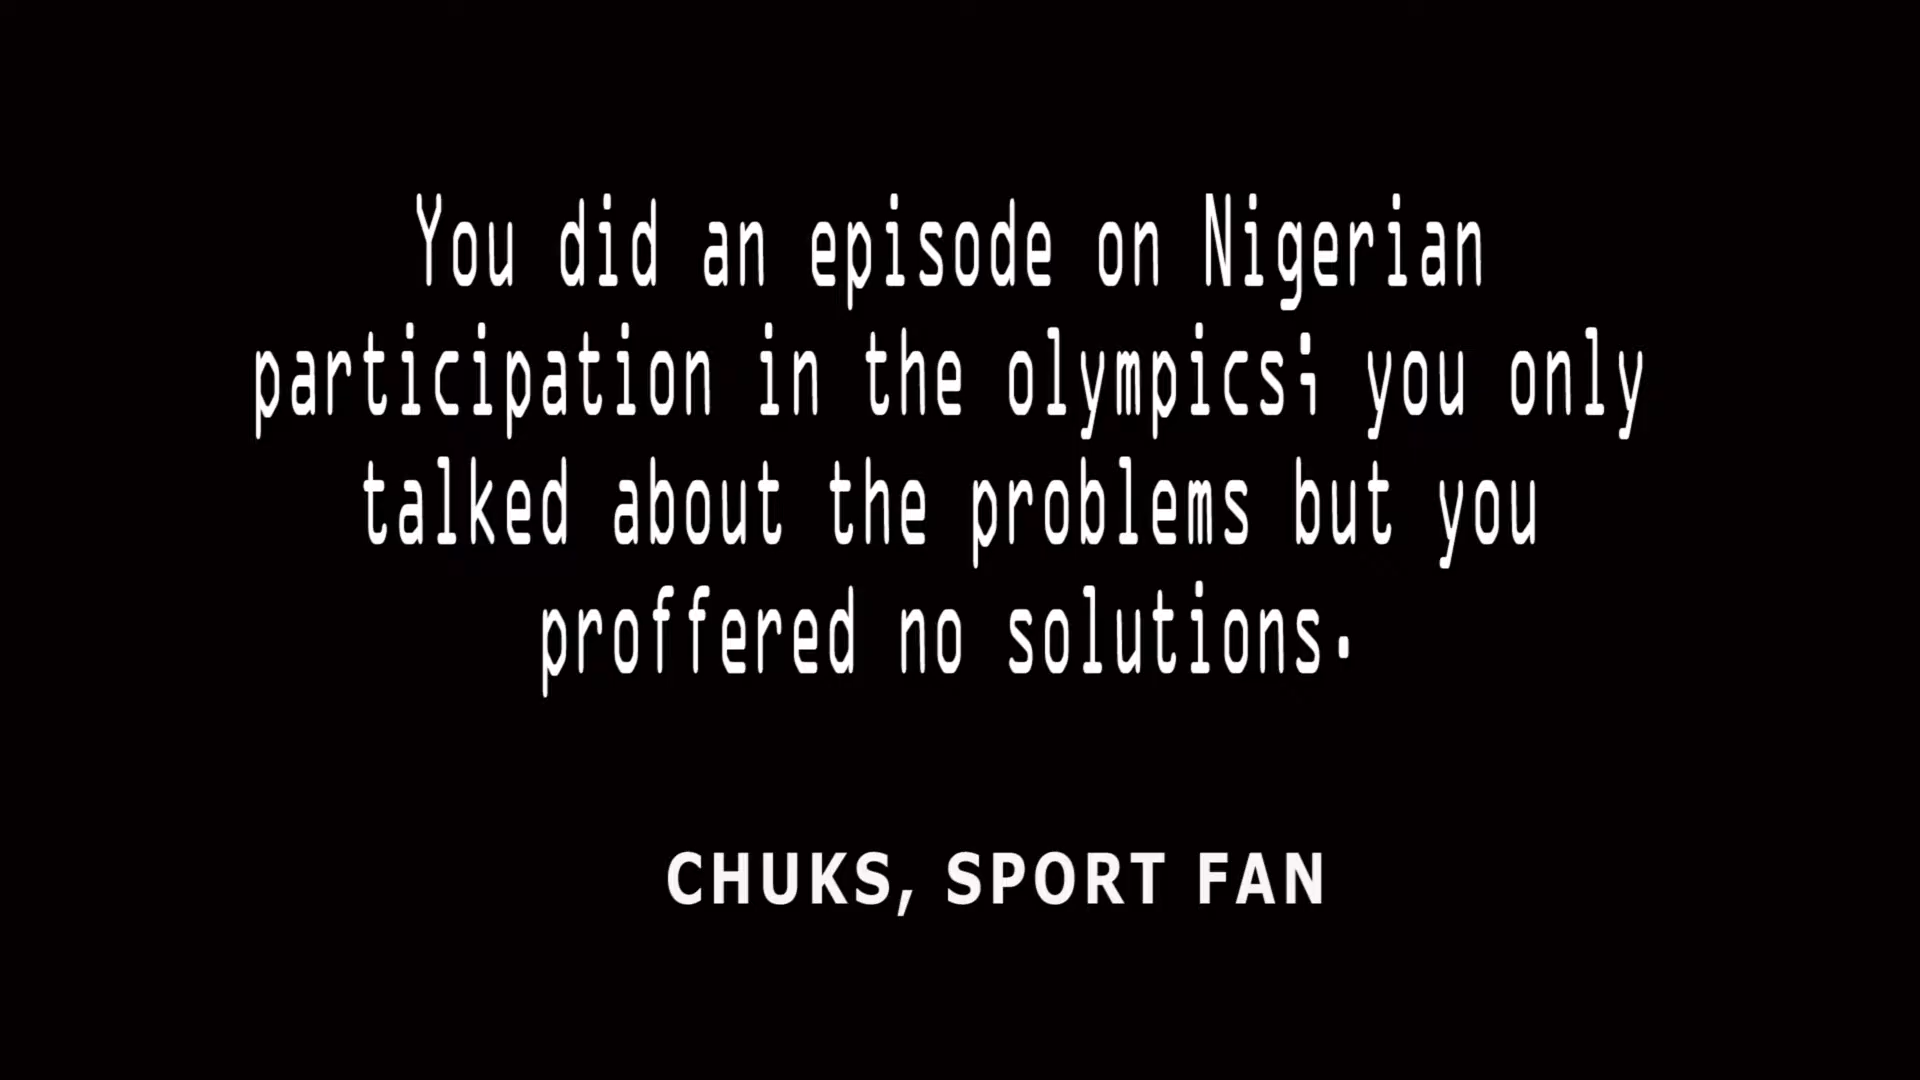 You did an episode on Nigerian
participation in the olympics; you only
talked about the problems but you
proffered no solutions.
CHUKS, SPORT FAN